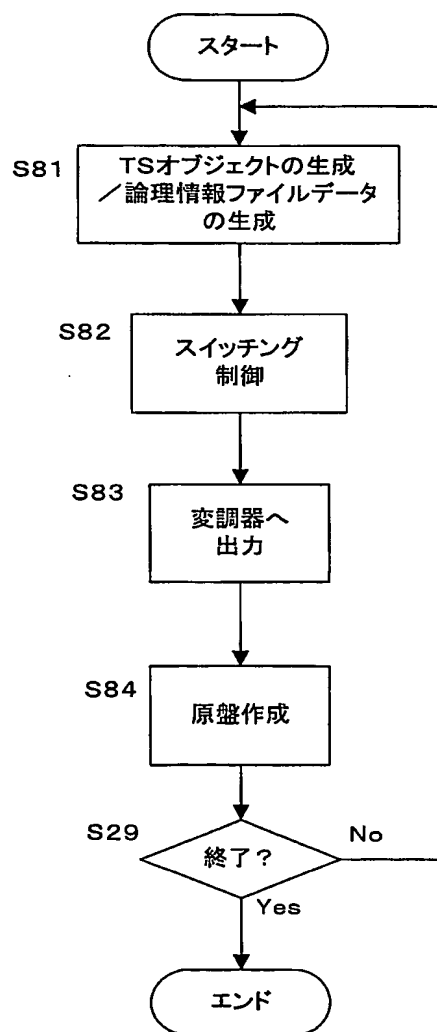 スタート
S81
TSオブジェクトの生成
／論理情報ファイルデータ
の生成
S82
スイッチング
制御
S83
変調器へ
出力
S84
原盤作成
S29
終了?
No
Yes
エンド